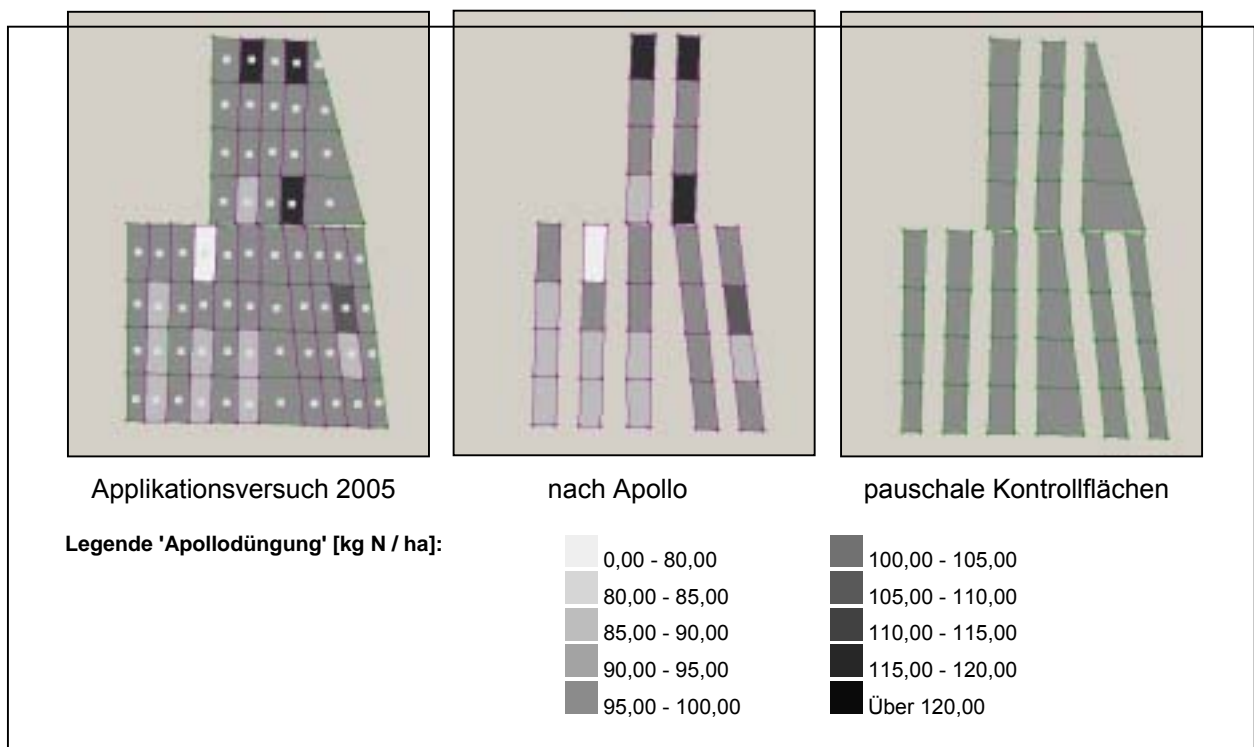 Applikationsversuch 2005 nach Apollo pauschale Kontrollflächen
Legende 'Apollodüngung' [kg N / ha]:
0,00 - 80,00
80,00 - 85,00
85,00 - 90,00
90,00 - 95,00
95,00 - 100,00
100,00 - 105,00
105,00 - 110,00
110,00 - 115,00
115,00 - 120,00
Über 120,00